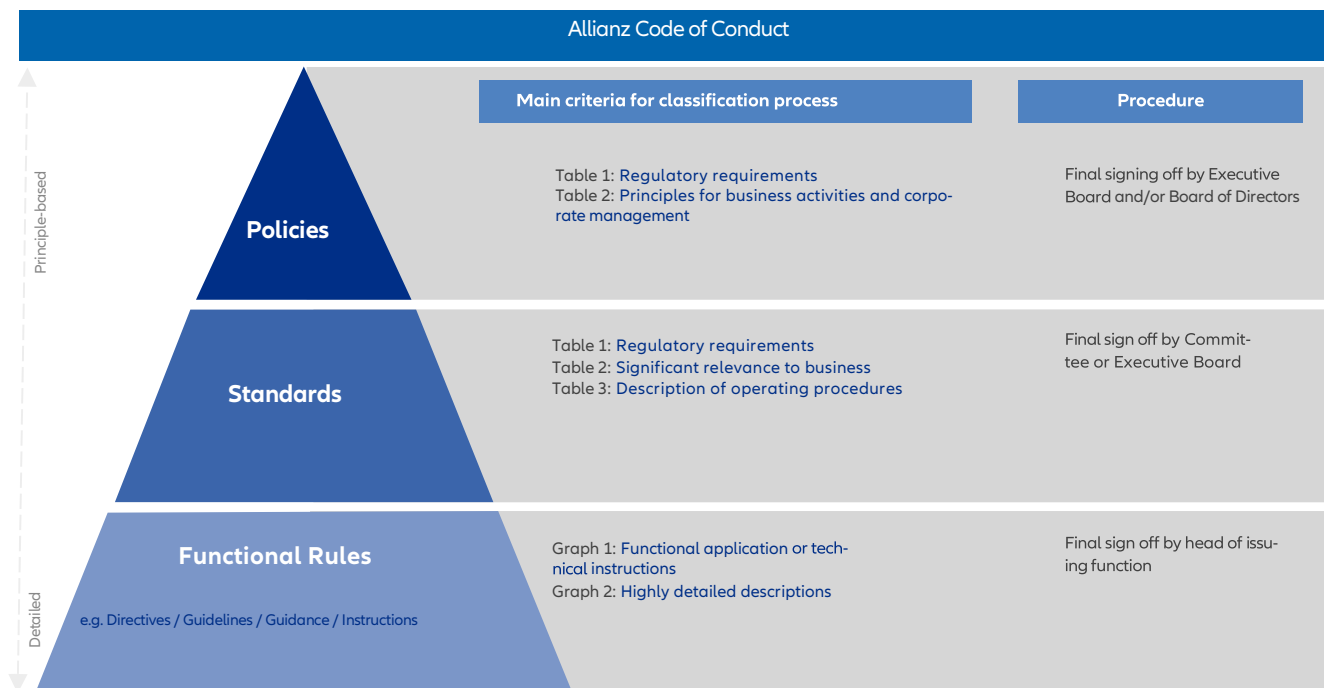 Allianz Code of Conduct
Main criteria for classification process
Procedure
Principle-based
Policies
Table 1: Regulatory requirements
Table 2: Principles for business activities and corpo-
rate management
Final signing off by Executive
Board and/or Board of Directors
Standards
Table 1: Regulatory requirements
Table 2: Significant relevance to business
Table 3: Description of operating procedures
Final sign off by Commit-
tee or Executive Board
Functional Rules
e.g. Directives / Guidelines / Guidance / Instructions
Graph 1: Functional application or tech-
nical instructions
Graph 2: Highly detailed descriptions
Final sign off by head of issu-
ing function
Detailed